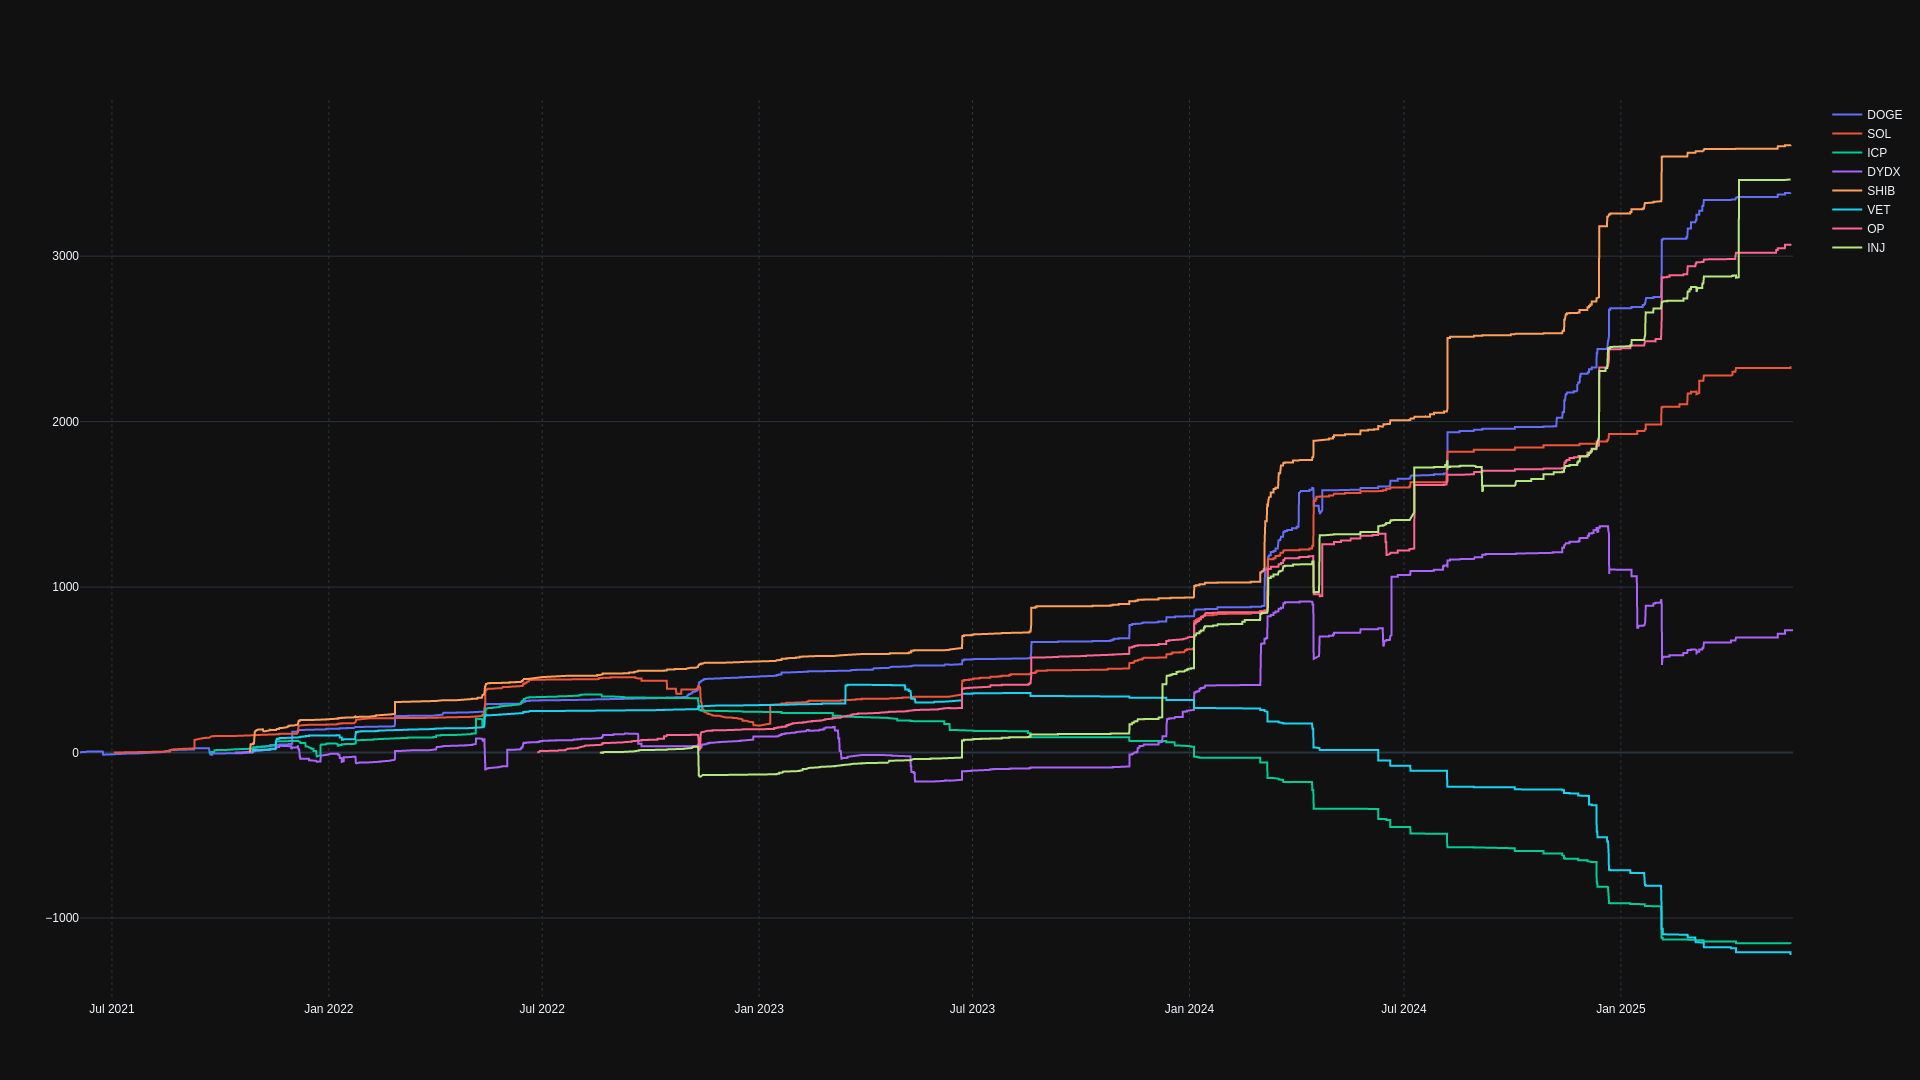 DOGE
SOL
ICP
DYDX
SHIB
VET
OP
INJ
3000
2000
1000
0
−1000
Jul 2021
Jan 2022
Jul 2022
Jan 2023
Jul 2023
Jan 2024
Jul 2024
Jan 2025